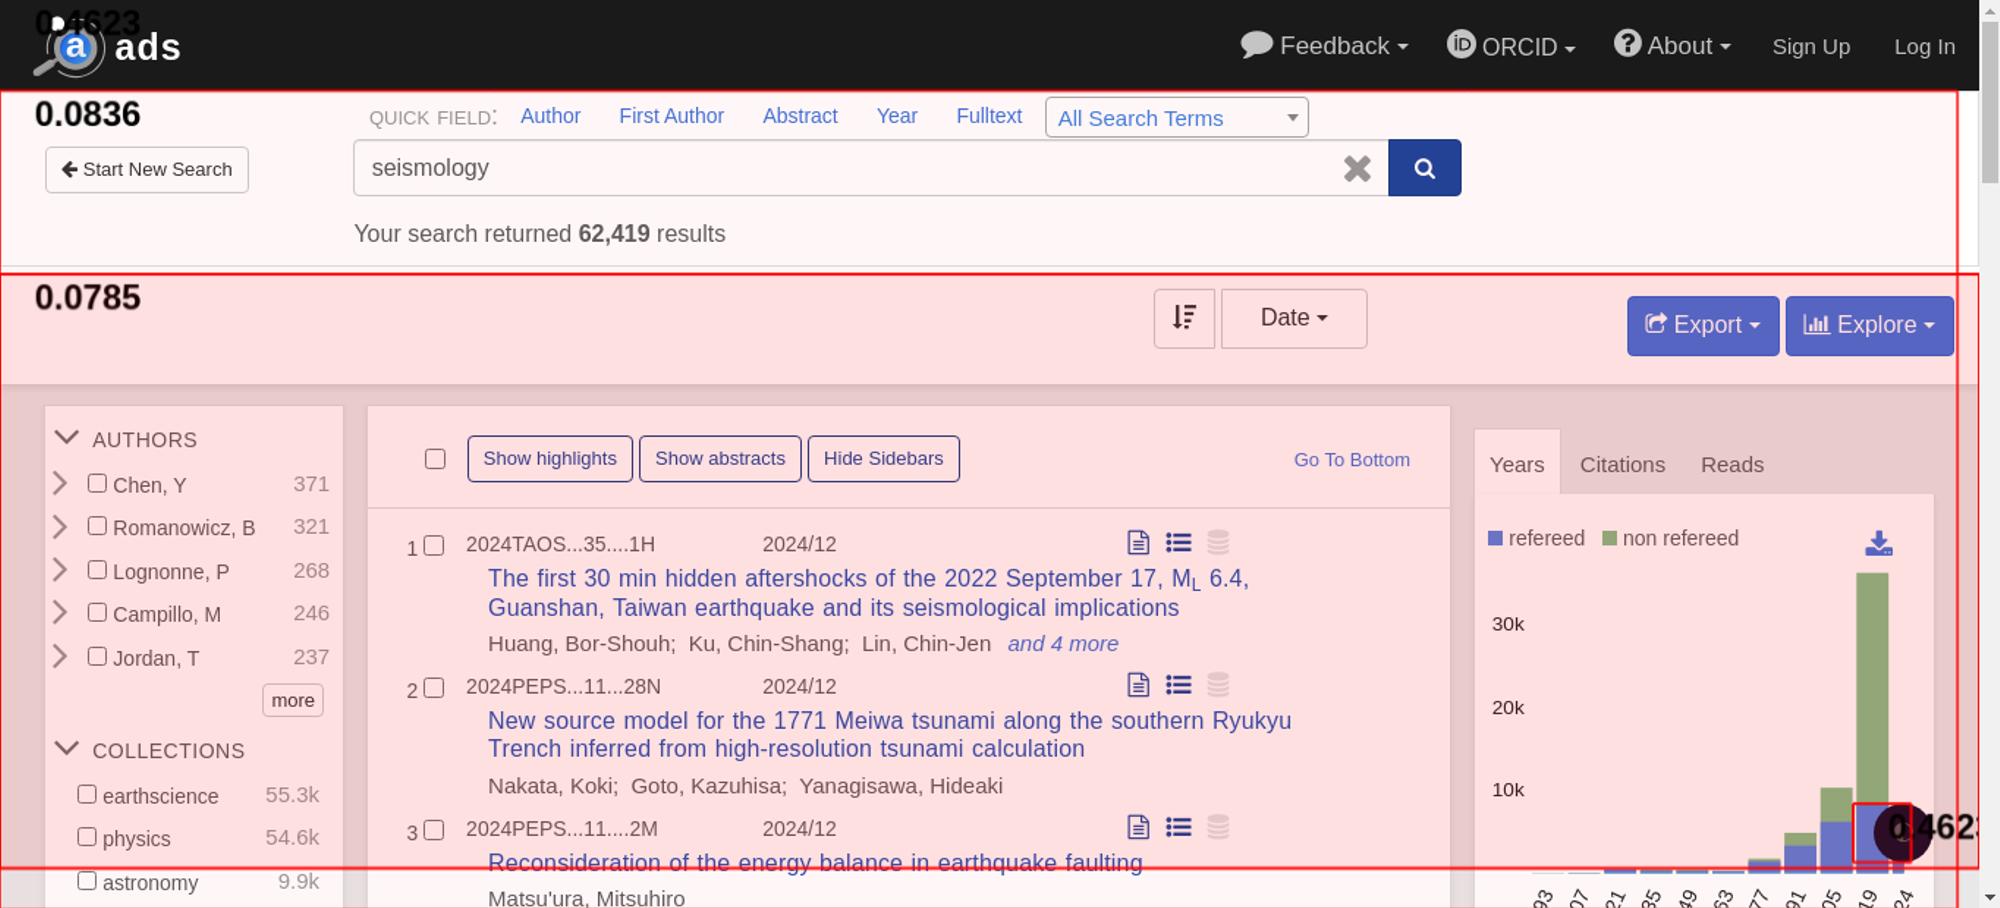 0.4623
a ads
Feedback ORCID About Sign Up Log In
0.0836
QUICK FIELD: Author First Author Abstract Year Fulltext All Search Terms
Start New Search
seismology
Your search returned 62,419 results
0.0785
Date
Export Explore
AUTHORS
Chen, Y 371
Romanowicz, B 321
Lognonne, P 268
Campillo, M 246
Jordan, T 237
more
COLLECTIONS
earthscience 55.3k
physics 54.6k
astronomy 9.9k
Show highlights Show abstracts Hide Sidebars Go To Bottom
1 2024TAOS...35....1H 2024/12
The first 30 min hidden aftershocks of the 2022 September 17, ML 6.4,
Guanshan, Taiwan earthquake and its seismological implications
Huang, Bor-Shouh; Ku, Chin-Shang; Lin, Chin-Jen and 4 more
2 2024PEPS...11...28N 2024/12
New source model for the 1771 Meiwa tsunami along the southern Ryukyu
Trench inferred from high-resolution tsunami calculation
Nakata, Koki; Goto, Kazuhisa; Yanagisawa, Hideaki
3 2024PEPS...11....2M 2024/12
Reconsideration of the energy balance in earthquake faulting
Matsu'ura, Mitsuhiro
Years Citations Reads
refereed non refereed
30k
20k
10k
0.4623
93 07 21 35 49 63 77 91 05 19 24